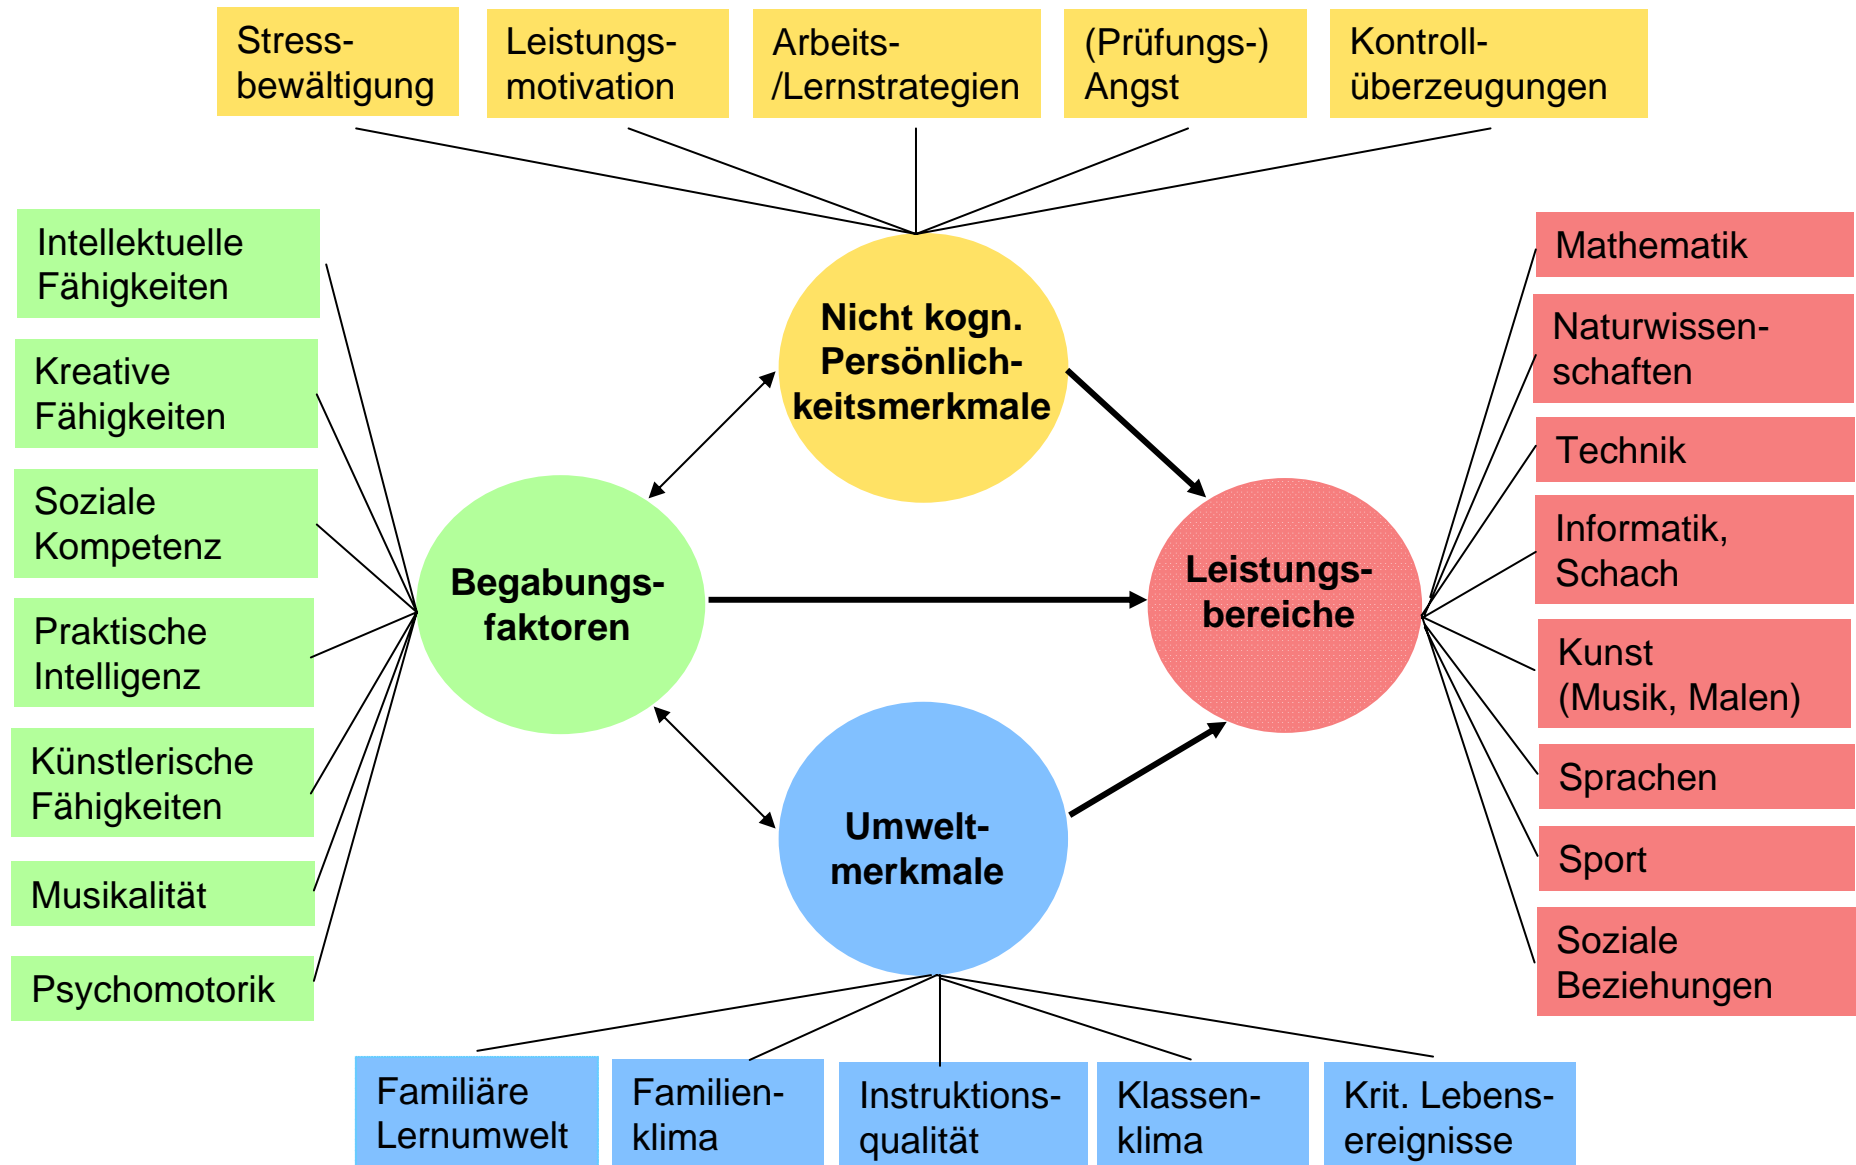 Stress-
bewältigung
Leistungs-
motivation
Arbeits-
/Lernstrategien
(Prüfungs-)
Angst
Kontroll-
überzeugungen
Intellektuelle
Fähigkeiten
Kreative
Fähigkeiten
Soziale
Kompetenz
Praktische
Intelligenz
Künstlerische
Fähigkeiten
Musikalität
Psychomotorik
Nicht kogn.
Persönlich-
keitsmerkmale
Begabungs-
faktoren
Leistungs-
bereiche
Umwelt-
merkmale
Mathematik
Naturwissen-
schaften
Technik
Informatik,
Schach
Kunst
(Musik, Malen)
Sprachen
Sport
Soziale
Beziehungen
Familiäre
Lernumwelt
Familien-
klima
Instruktions-
qualität
Klassen-
klima
Krit. Lebens-
ereignisse